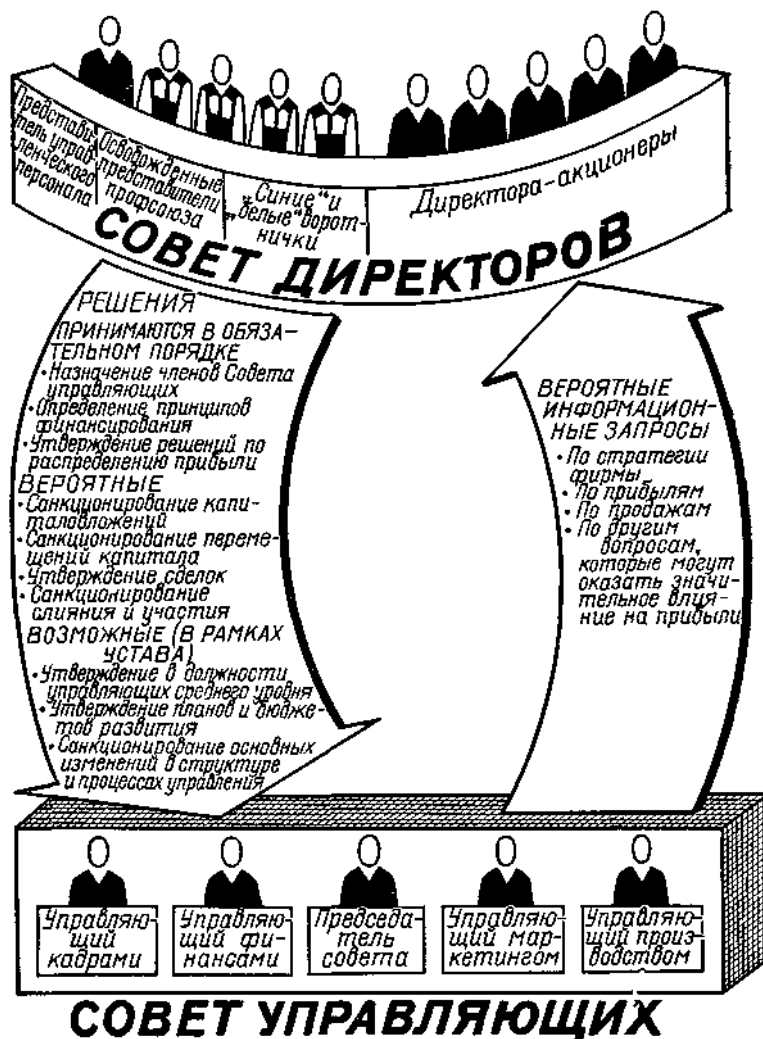 Представи-
тель управ-
ленческого
персонала
Освобожденные
представители
профсоюза
„Синие“ и
„белые“ ворот-
нички
Директора-акционеры
СОВЕТ ДИРЕКТОРОВ
РЕШЕНИЯ
ПРИНИМАЮТСЯ В ОБЯЗА-
ТЕЛЬНОМ ПОРЯДКЕ
• Назначение членов Совета
управляющих
• Определение принципов
финансирования
• Утверждение решений по
распределению прибыли
ВЕРОЯТНЫЕ
• Санкционирование капи-
таловложений
• Санкционирование переме-
щений капитала
• Утверждение сделок
• Санкционирование
слияния и участия
ВОЗМОЖНЫЕ (В РАМКАХ
УСТАВА)
• Утверждение в должности
управляющих среднего уровня
• Утверждение планов и бюдже-
тов развития
• Санкционирование основных
изменений в структуре
и процессах управления
ВЕРОЯТНЫЕ
ИНФОРМАЦИОН-
НЫЕ ЗАПРОСЫ
• По стратегии
фирмы
• По прибылям
• По продажам
• По другим
вопросам,
которые могут
оказать значи-
тельное влия-
ние на прибыли
Управляю-
щий
кадрами
Управляю-
щий фи-
нансами
Председа-
тель
совета
Управляю-
щий мар-
кетингом
Управляю-
щий произ-
водством
СОВЕТ УПРАВЛЯЮЩИХ